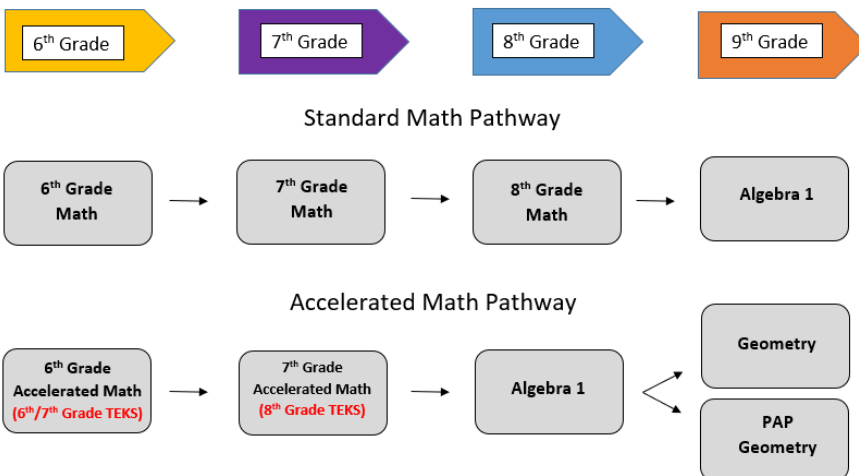 6th Grade
7th Grade
8th Grade
9th Grade
Standard Math Pathway
6th Grade
Math
7th Grade
Math
8th Grade
Math
Algebra 1
Accelerated Math Pathway
6th Grade
Accelerated Math
(6th/7th Grade TEKS)
7th Grade
Accelerated Math
(8th Grade TEKS)
Algebra 1
Geometry
PAP
Geometry